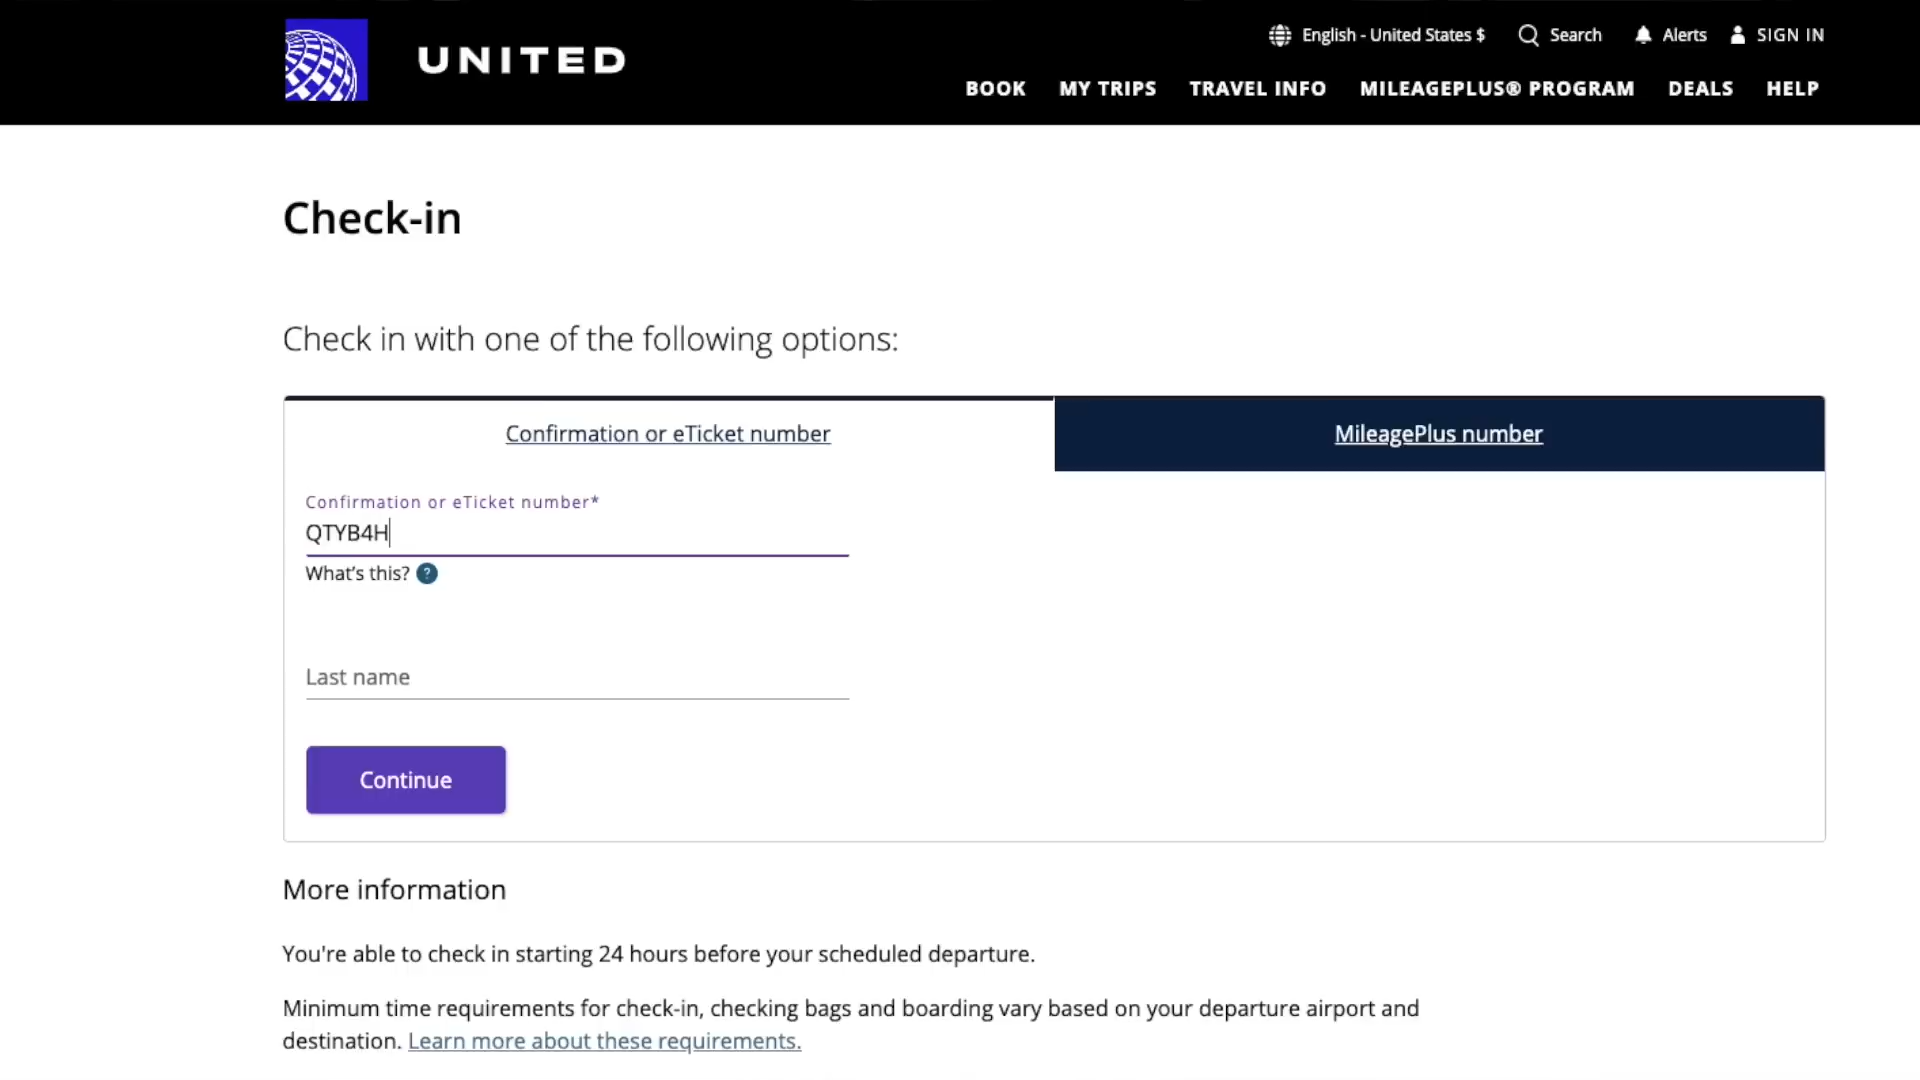 UNITED
English - United States $
Search
Alerts
SIGN IN
BOOK
MY TRIPS
TRAVEL INFO
MILEAGEPLUS® PROGRAM
DEALS
HELP
Check-in
Check in with one of the following options:
Confirmation or eTicket number
MileagePlus number
Confirmation or eTicket number*
QTYB4H
What's this? ?
Last name
Continue
More information
You're able to check in starting 24 hours before your scheduled departure.
Minimum time requirements for check-in, checking bags and boarding vary based on your departure airport and
destination. Learn more about these requirements.